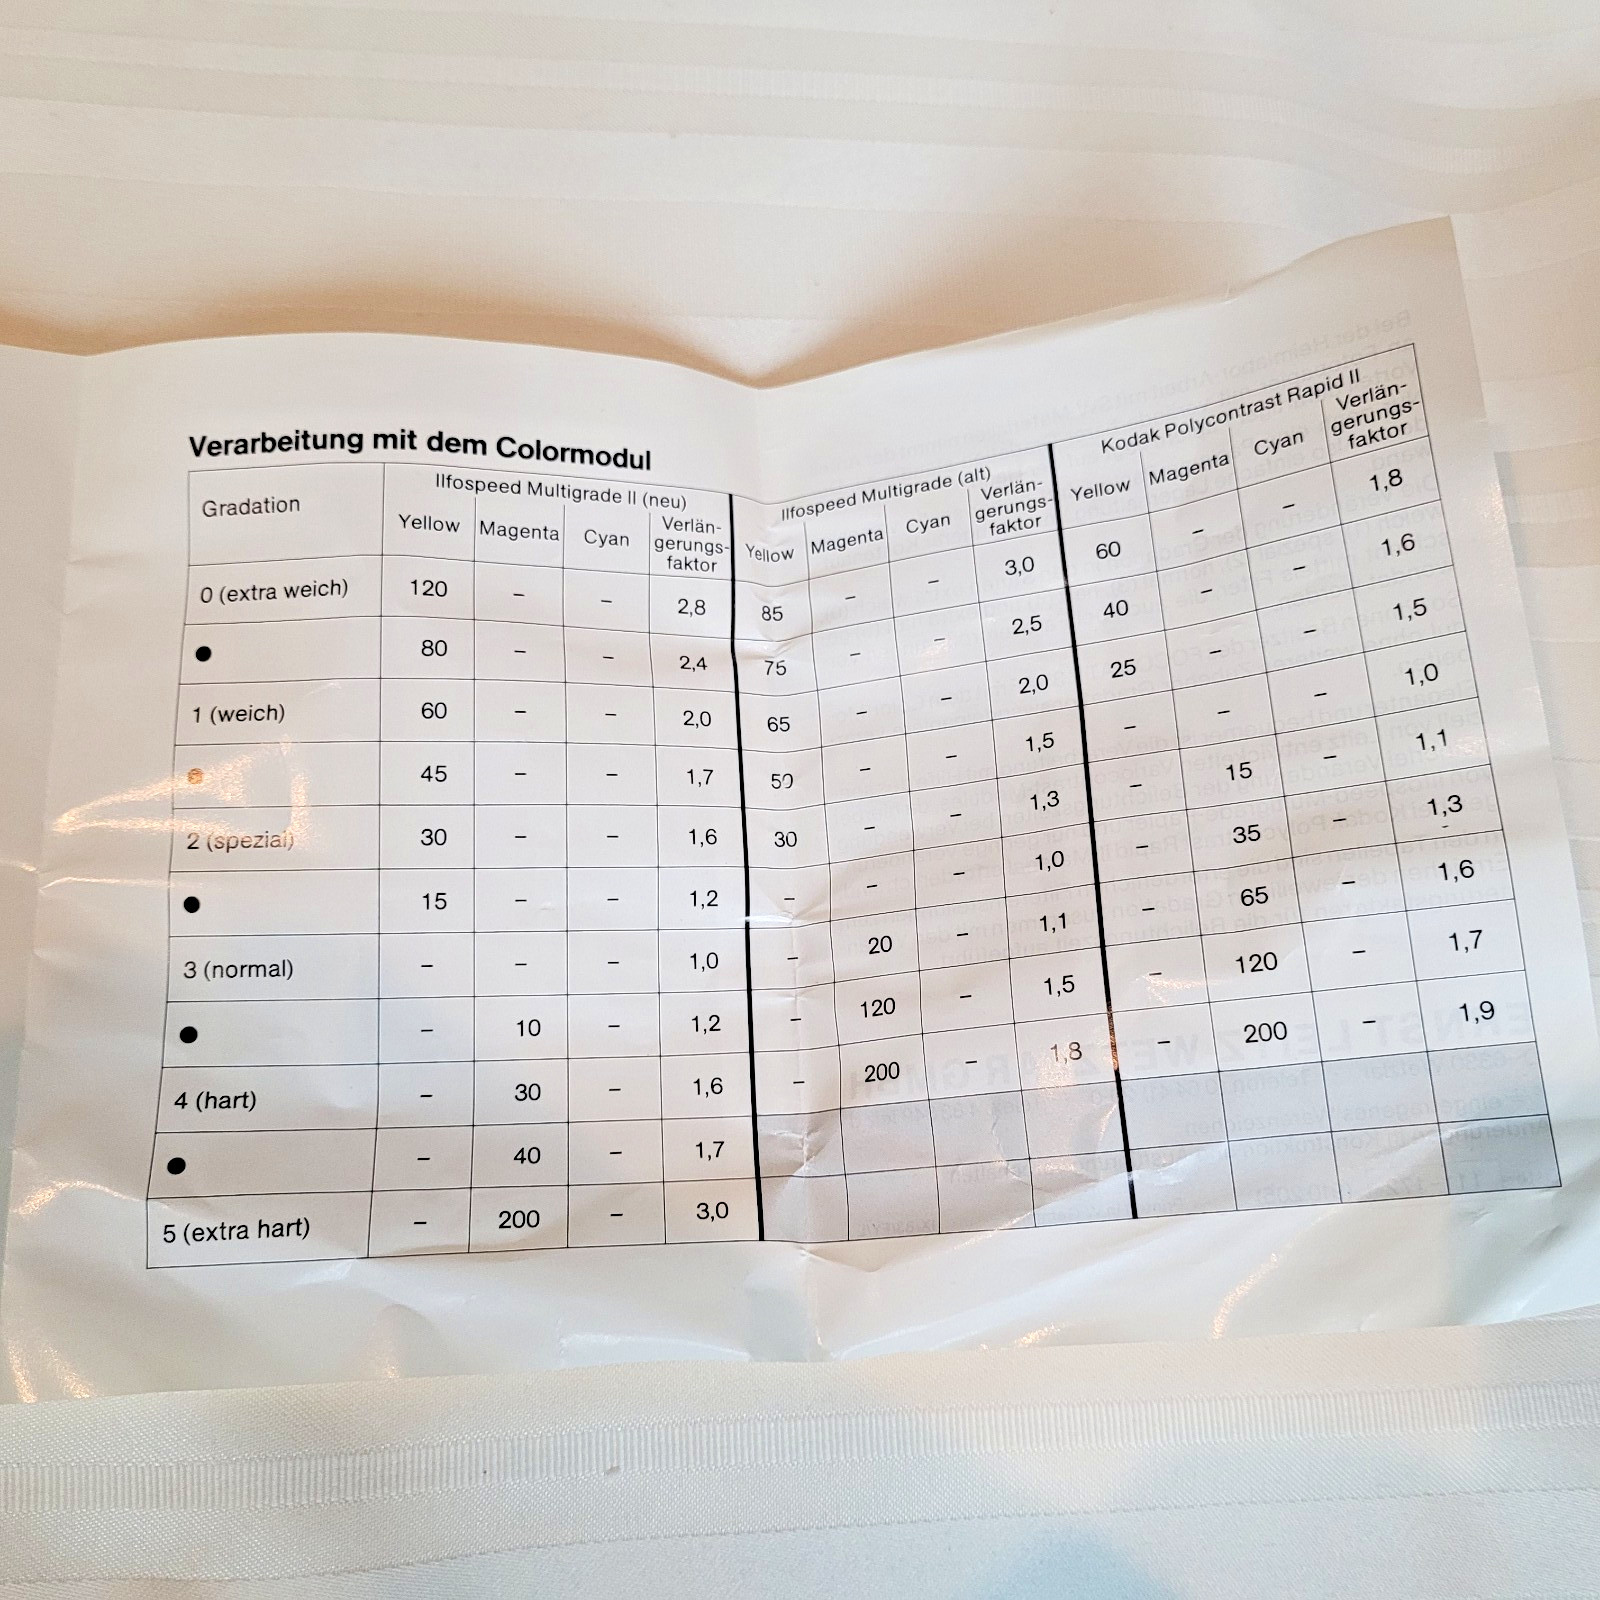 Verarbeitung mit dem Colormodul
Gradation | Ilfospeed Multigrade II (neu) | Ilfospeed Multigrade (alt) | Kodak Polycontrast Rapid II
Yellow | Magenta | Cyan | Verlän-gerungs-faktor | Yellow | Magenta | Cyan | Verlän-gerungs-faktor | Yellow | Magenta | Cyan | Verlän-gerungs-faktor
0 (extra weich) | 120 | – | – | 2,8 | 85 | – | – | 3,0 | 60 | – | – | 1,8
● | 80 | – | – | 2,4 | 75 | – | – | 2,5 | 40 | – | – | 1,6
1 (weich) | 60 | – | – | 2,0 | 65 | – | – | 2,0 | 25 | – | – | 1,5
● | 45 | – | – | 1,7 | 50 | – | – | 1,5 | – | – | – | 1,0
2 (spezial) | 30 | – | – | 1,6 | 30 | – | – | 1,3 | – | 15 | – | 1,1
● | 15 | – | – | 1,2 | – | – | – | 1,0 | – | 35 | – | 1,3
3 (normal) | – | – | – | 1,0 | – | 20 | – | 1,1 | – | 65 | – | 1,6
● | – | 10 | – | 1,2 | – | 120 | – | 1,5 | – | 120 | – | 1,7
4 (hart) | – | 30 | – | 1,6 | – | 200 | – | 1,8 | – | 200 | – | 1,9
● | – | 40 | – | 1,7
5 (extra hart) | – | 200 | – | 3,0